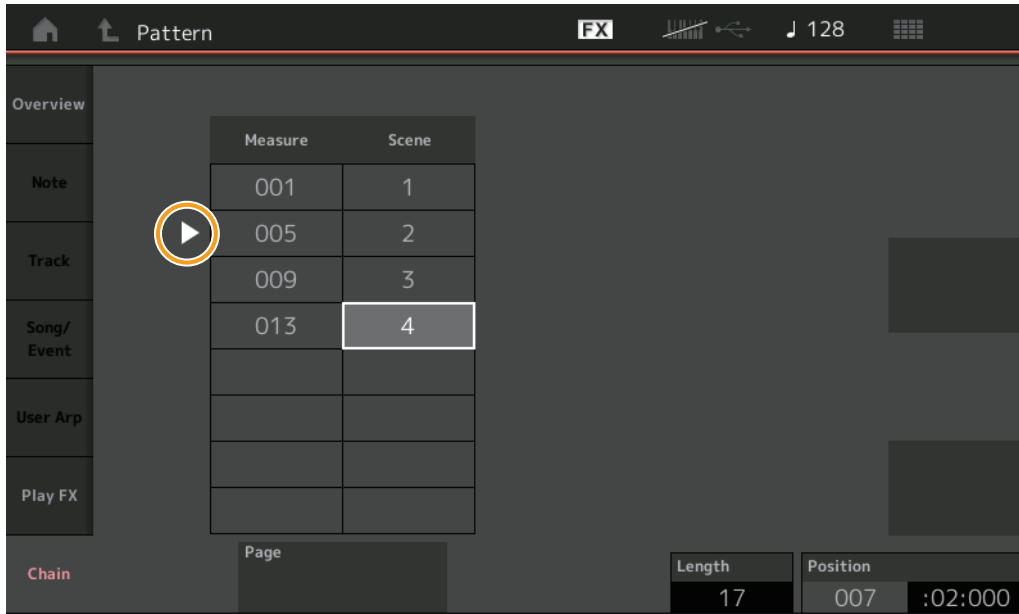 Pattern FX 128
Overview
Note
Track
Song/
Event
User Arp
Play FX
Chain
Measure Scene
001 1
005 2
009 3
013 4
Page
Length
17
Position
007 :02:000